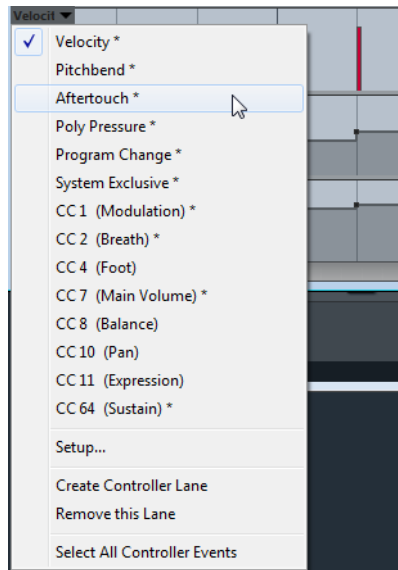 Velocit
Velocity *
Pitchbend *
Aftertouch *
Poly Pressure *
Program Change *
System Exclusive *
CC 1 (Modulation) *
CC 2 (Breath) *
CC 4 (Foot)
CC 7 (Main Volume) *
CC 8 (Balance)
CC 10 (Pan)
CC 11 (Expression)
CC 64 (Sustain) *
Setup...
Create Controller Lane
Remove this Lane
Select All Controller Events